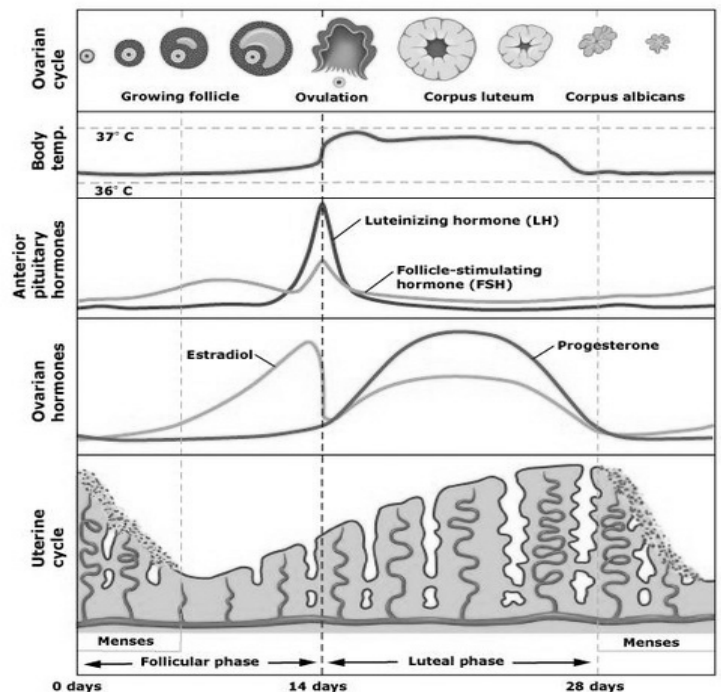 Ovarian
cycle
Growing follicle
Ovulation
Corpus luteum
Corpus albicans
Body
temp.
37° C
36° C
Anterior
pituitary
hormones
Luteinizing hormone (LH)
Follicle-stimulating
hormone (FSH)
Ovarian
hormones
Estradiol
Progesterone
Uterine
cycle
Menses
Menses
Follicular phase
Luteal phase
0 days
14 days
28 days